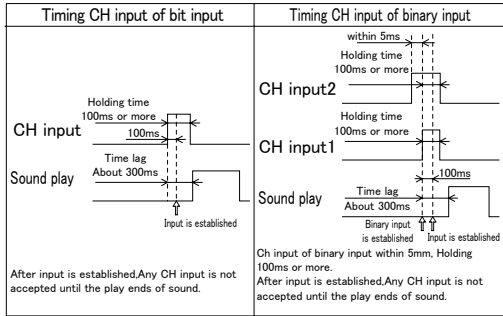 Timing CH input of bit input
Holding time
100ms or more
CH input
100ms
Time lag
Sound play
About 300ms
Input is established
After input is established,Any CH input is not
accepted until the play ends of sound.
Timing CH input of binary input
within 5ms
Holding time
100ms or more
CH input2
Holding time
100ms or more
CH input1
100ms
Time lag
Sound play
About 300ms
Binary input
is established
Input is established
Ch input of binary input within 5mm, Holding
100ms or more.
After input is established,Any CH input is not
accepted until the play ends of sound.